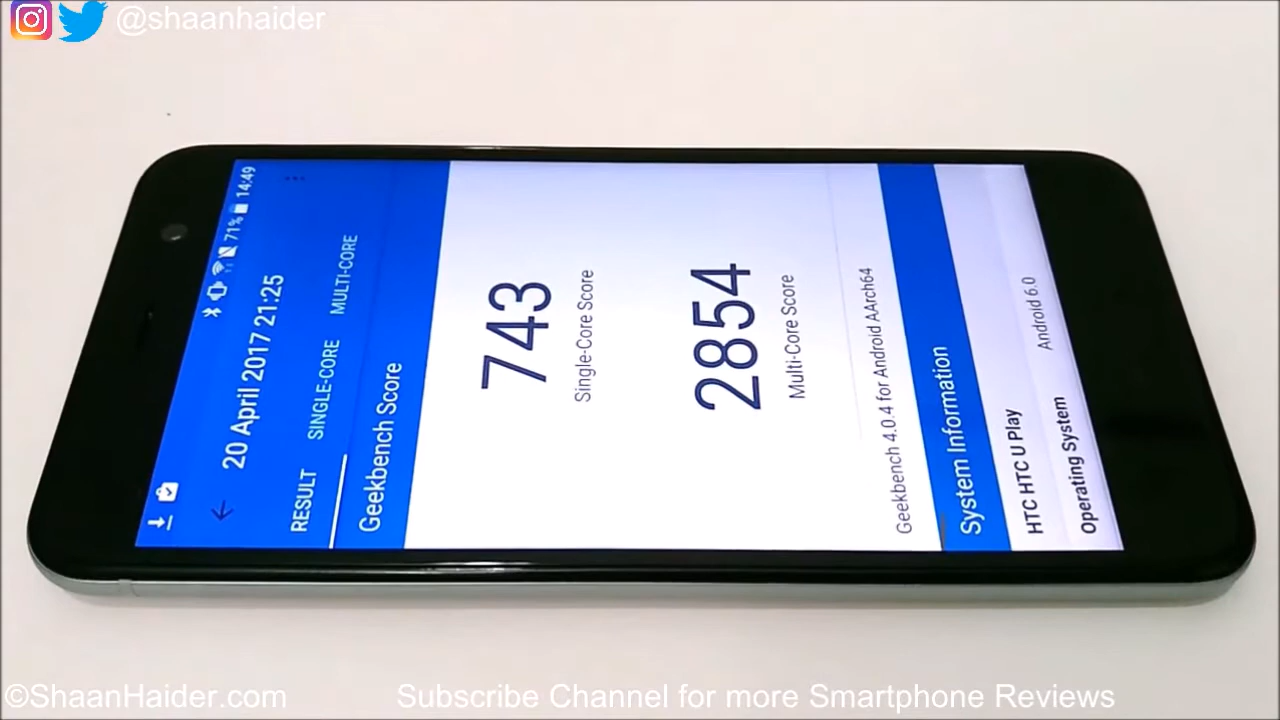 @shaanhaider
71% 14:49
20 April 2017 21:25
RESULT SINGLE-CORE MULTI-CORE
Geekbench Score
743
Single-Core Score
2854
Multi-Core Score
Geekbench 4.0.4 for Android AArch64
System Information
HTC HTC U Play
Operating System Android 6.0
©ShaanHaider.com
Subscribe Channel for more Smartphone Reviews